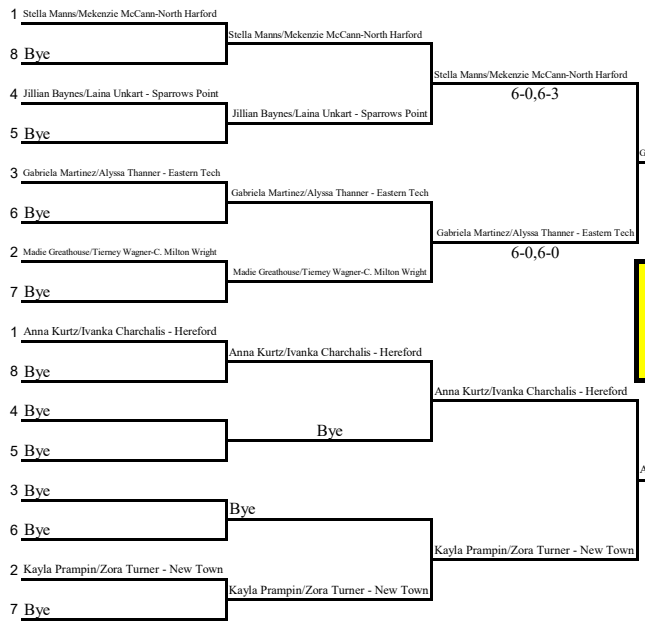 1 Stella Manns/Mekenzie McCann-North Harford
Stella Manns/Mekenzie McCann-North Harford
8 Bye
Stella Manns/Mekenzie McCann-North Harford
6-0,6-3
4 Jillian Baynes/Laina Unkart - Sparrows Point
Jillian Baynes/Laina Unkart - Sparrows Point
5 Bye
G
3 Gabriela Martinez/Alyssa Thanner - Eastern Tech
Gabriela Martinez/Alyssa Thanner - Eastern Tech
6 Bye
Gabriela Martinez/Alyssa Thanner - Eastern Tech
6-0,6-0
2 Madie Greathouse/Tierney Wagner-C. Milton Wright
Madie Greathouse/Tierney Wagner-C. Milton Wright
7 Bye
1 Anna Kurtz/Ivanka Charchalis - Hereford
Anna Kurtz/Ivanka Charchalis - Hereford
8 Bye
Anna Kurtz/Ivanka Charchalis - Hereford
4 Bye
Bye
5 Bye
A
3 Bye
Bye
6 Bye
Kayla Prampin/Zora Turner - New Town
2 Kayla Prampin/Zora Turner - New Town
Kayla Prampin/Zora Turner - New Town
7 Bye